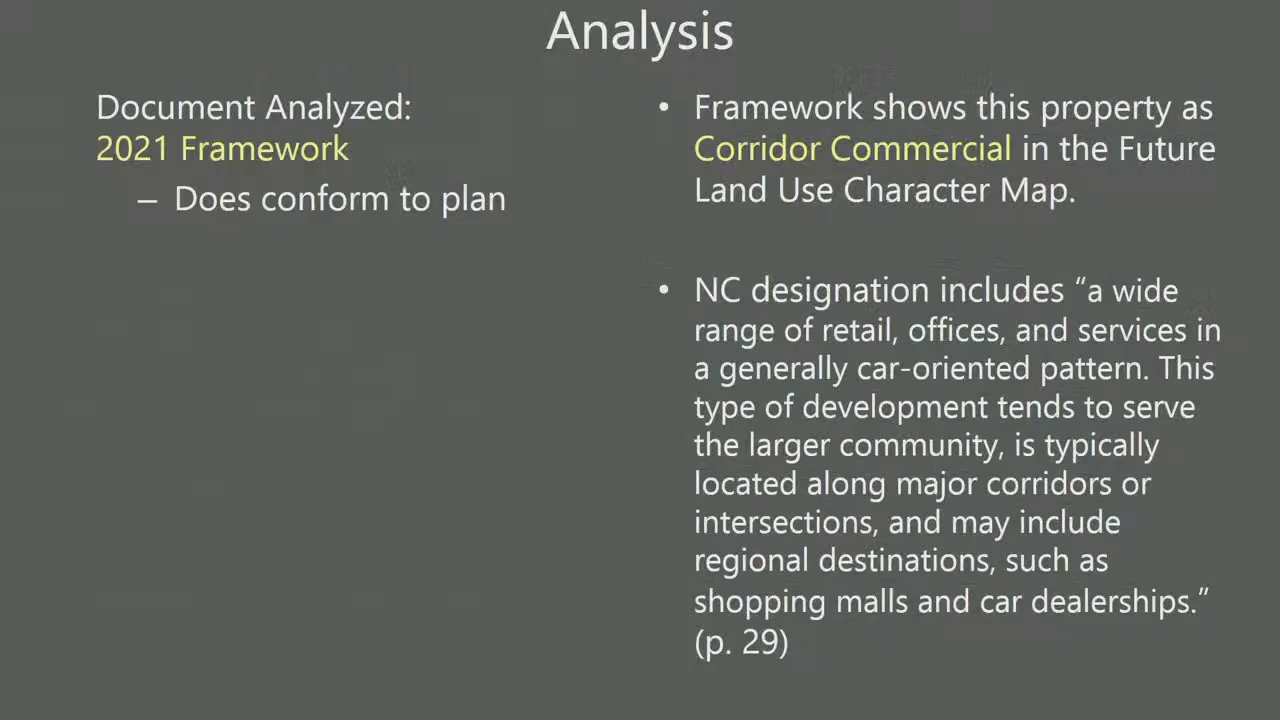 Analysis
Document Analyzed:
2021 Framework
– Does conform to plan
• Framework shows this property as
Corridor Commercial in the Future
Land Use Character Map.
• NC designation includes “a wide
range of retail, offices, and services in
a generally car-oriented pattern. This
type of development tends to serve
the larger community, is typically
located along major corridors or
intersections, and may include
regional destinations, such as
shopping malls and car dealerships.”
(p. 29)